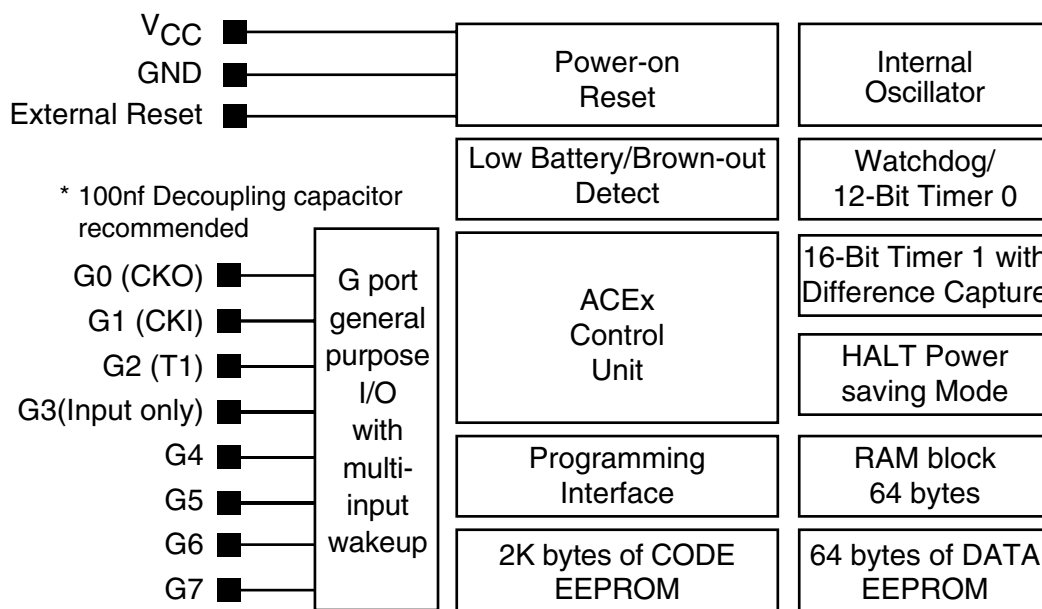 VCC
GND
External Reset
Power-on
Reset
Internal
Oscillator
Low Battery/Brown-out
Detect
Watchdog/
12-Bit Timer 0
* 100nf Decoupling capacitor
recommended
G0 (CKO)
G1 (CKI)
G2 (T1)
G3(Input only)
G4
G5
G6
G7
G port
general
purpose
I/O
with
multi-
input
wakeup
ACEx
Control
Unit
16-Bit Timer 1 with
Difference Capture
HALT Power
saving Mode
Programming
Interface
RAM block
64 bytes
2K bytes of CODE
EEPROM
64 bytes of DATA
EEPROM